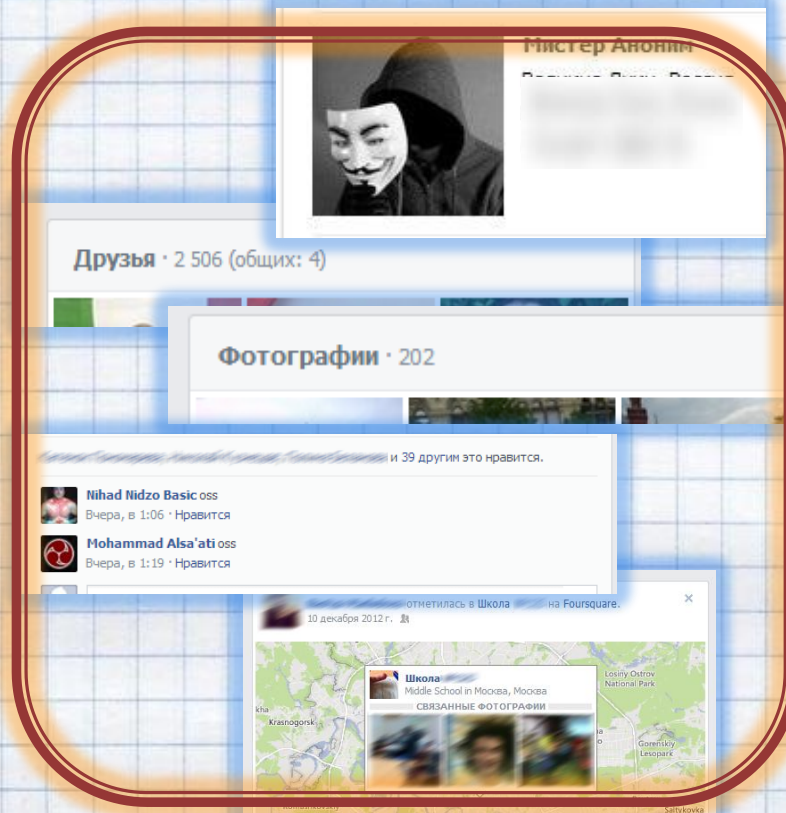 Мистер Аноним
Друзья · 2 506 (общих: 4)
Фотографии · 202
и 39 другим это нравится.
Nihad Nidzo Basic oss
Вчера, в 1:06 · Нравится
Mohammad Alsa'ati oss
Вчера, в 1:19 · Нравится
отметилась в Школа на Foursquare.
10 декабря 2012 г.
Школа
Middle School in Москва, Москва
СВЯЗАННЫЕ ФОТОГРАФИИ
Losiny Ostrov
National Park
Krasnogorsk
Gorenskiy
Lesopark
Saltykovka